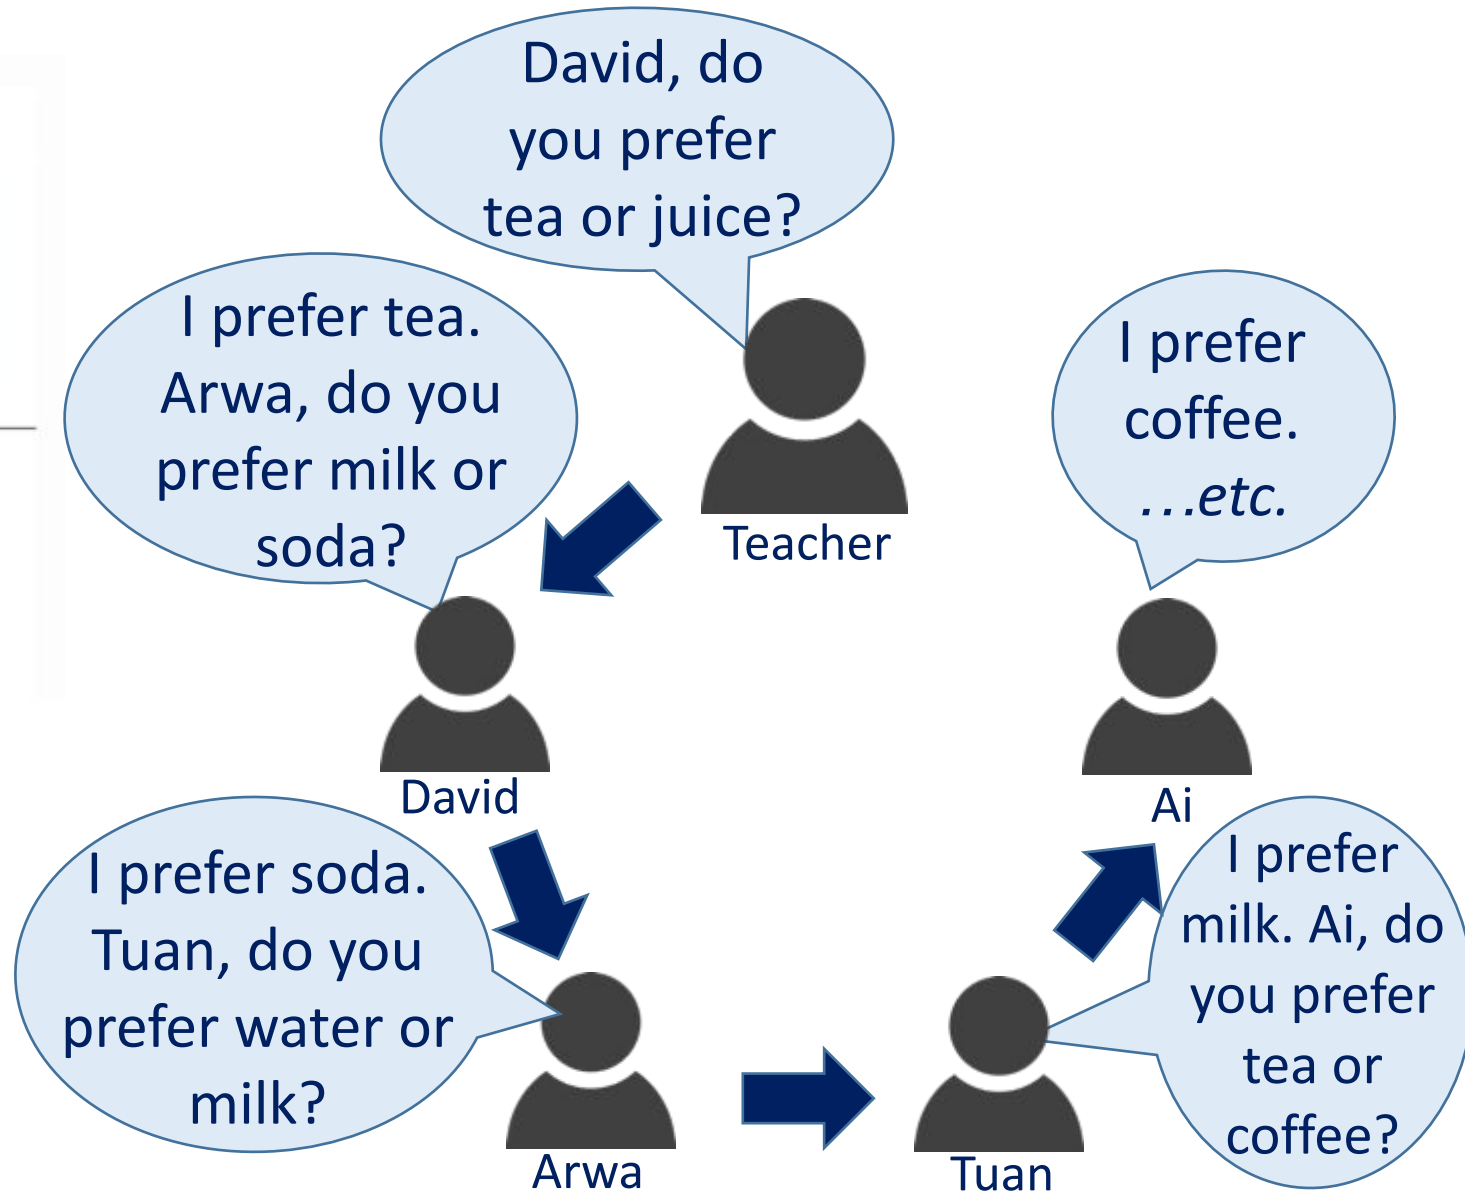 David, do
you prefer
tea or juice?
Teacher
I prefer tea.
Arwa, do you
prefer milk or
soda?
David
I prefer soda.
Tuan, do you
prefer water or
milk?
Arwa
I prefer
milk. Ai, do
you prefer
tea or
coffee?
Tuan
I prefer
coffee.
...etc.
Ai